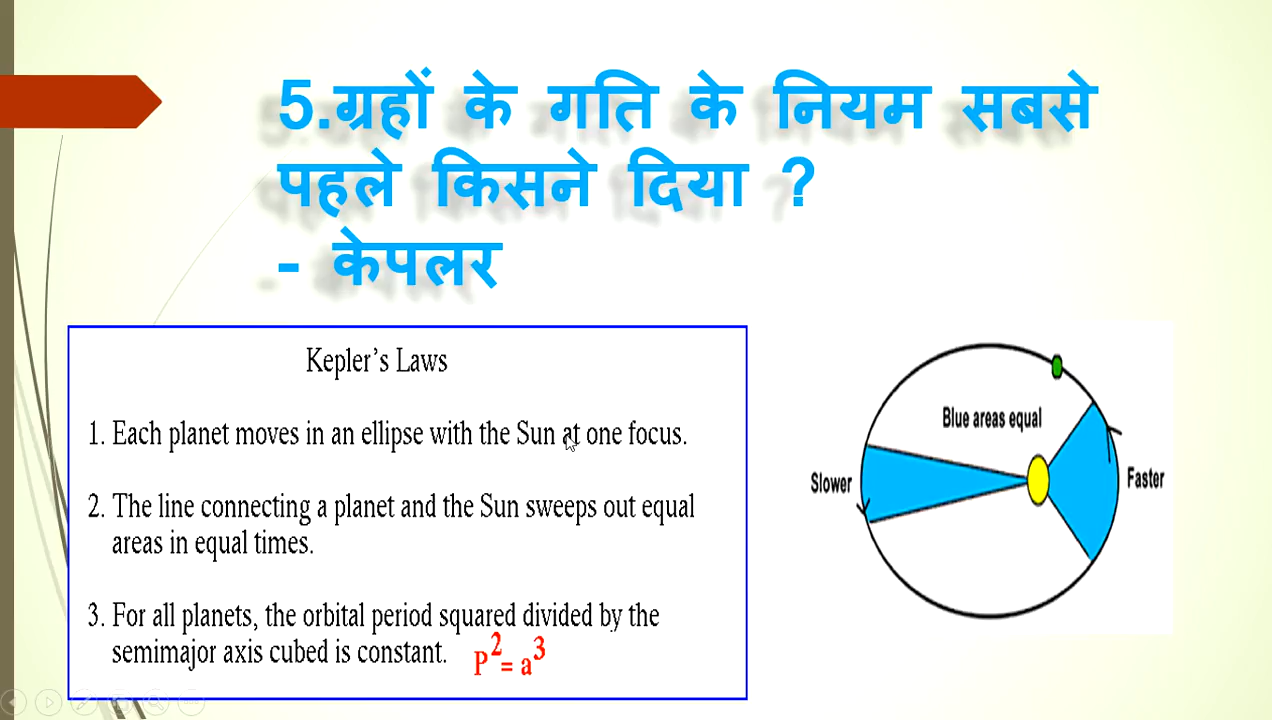 5.ग्रहों के गति के नियम सबसे
पहले किसने दिया ?
- केपलर
Kepler's Laws
1. Each planet moves in an ellipse with the Sun at one focus.
2. The line connecting a planet and the Sun sweeps out equal
areas in equal times.
3. For all planets, the orbital period squared divided by the
semimajor axis cubed is constant. P²= a³
Blue areas equal
Slower
Faster